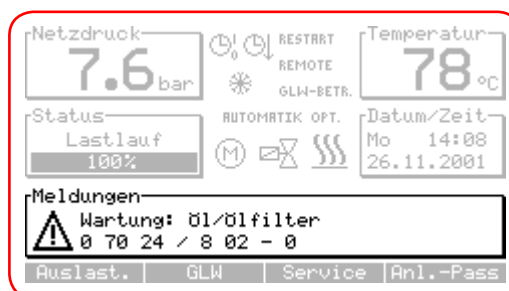 Netzdruck
7.6 bar
RESTART
REMOTE
GLW-BETR.
Temperatur
78 °C
Status
Lastlauf
100%
AUTOMATIK OPT.
M
Datum/Zeit
Mo 14:08
26.11.2001
Meldungen
Wartung: Öl/Ölfilter
0 70 24 / 8 02 - 0
Auslast. GLW Service Anl.-Pass